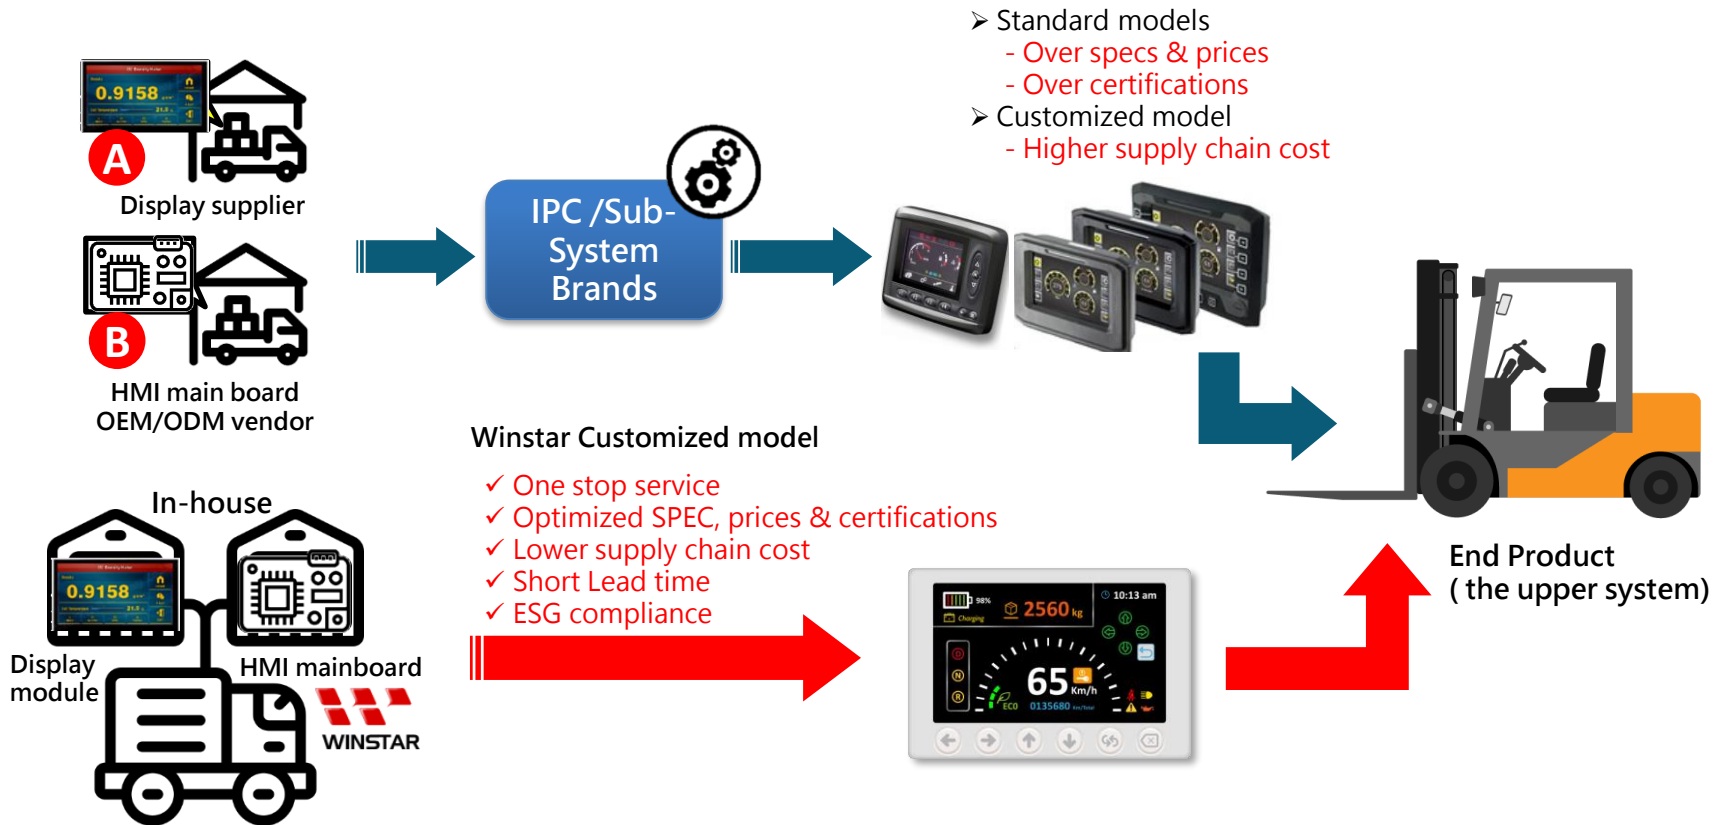 ➢ Standard models
- Over specs & prices
- Over certifications
➢ Customized model
- Higher supply chain cost
0.9158
A
Display supplier
B
HMI main board
OEM/ODM vendor
IPC /Sub-
System
Brands
Winstar Customized model
✓ One stop service
✓ Optimized SPEC, prices & certifications
✓ Lower supply chain cost
✓ Short Lead time
✓ ESG compliance
In-house
0.9158
Display
module
HMI mainboard
WINSTAR
98%
Charging
2560 kg
10:13 am
N
R
65 Km/h
ECO
0135680 Km/Total
End Product
( the upper system)